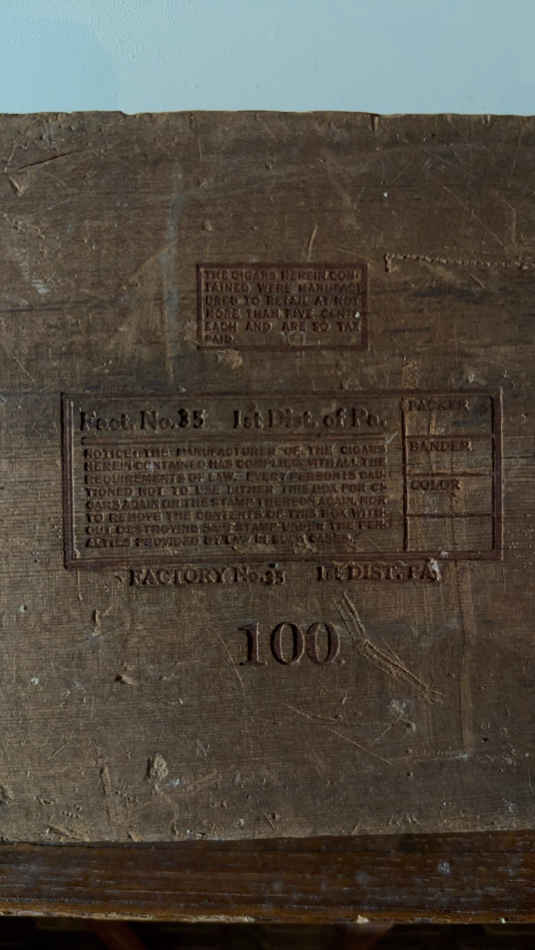 THE CIGARS HEREIN CON-
TAINED WERE MANUFAC-
URED TO RETAIL AT NOT
MORE THAN FIVE CENTS
EACH AND ARE SO TAX
PAID.
Fact. No. 35 1st Dist. of Pa.
NOTICE: THE MANUFACTURER OF THE CIGARS
HEREIN CONTAINED HAS COMPLIED WITH ALL THE
REQUIREMENTS OF LAW. EVERY PERSON IS CAU-
TIONED NOT TO USE EITHER THIS BOX FOR CI-
GARS AGAIN OR THE STAMP THEREON AGAIN, NOR
TO REMOVE THE CONTENTS OF THIS BOX WITH-
OUT DESTROYING SAID STAMP UNDER THE PEN-
ALTIES PROVIDED BY LAW IN SUCH CASES.
PACKER
BANDER
COLOR
FACTORY No. 35 1st DIST. PA.
100.